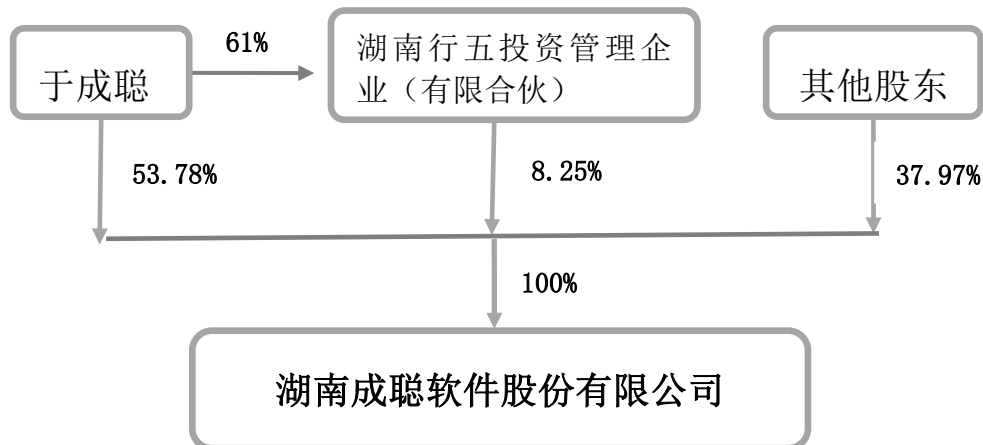 61%
湖南行五投资管理企
业（有限合伙）
于成聪
其他股东
53.78%
8.25%
37.97%
100%
湖南成聪软件股份有限公司